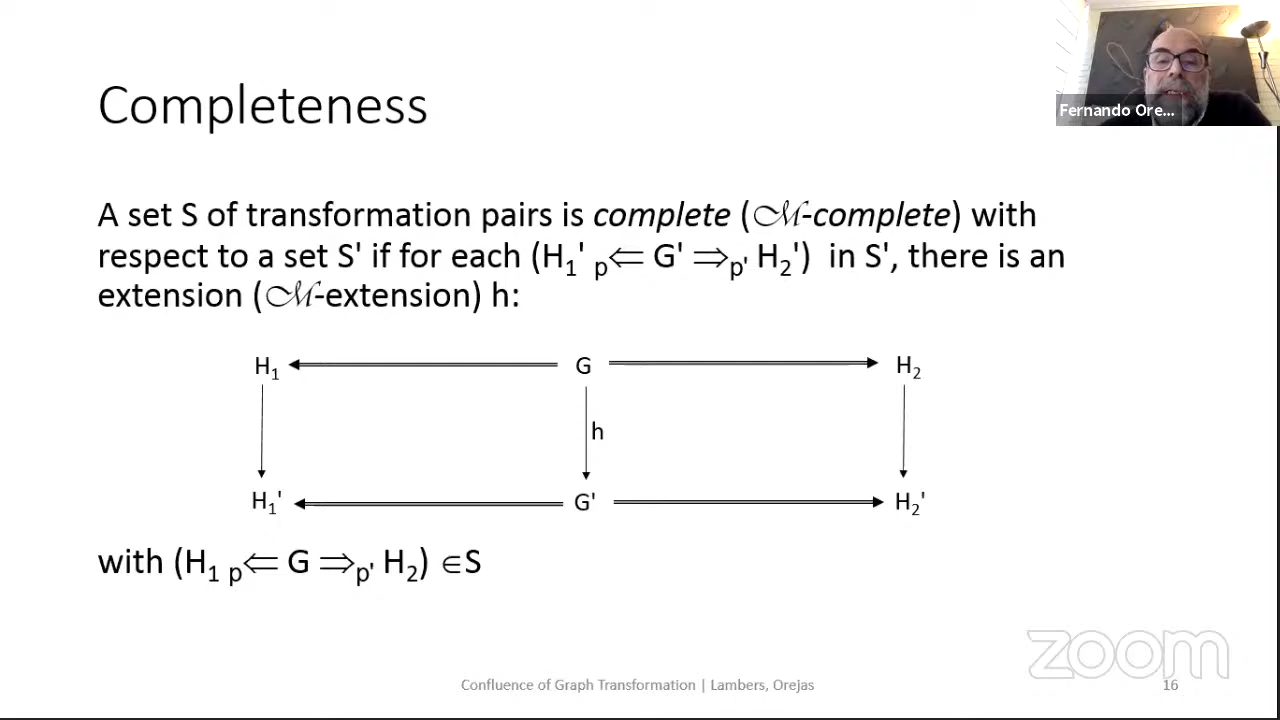 Completeness
Fernando Ore...
A set S of transformation pairs is complete (ℳ-complete) with
respect to a set S' if for each (H₁' p⇐ G' ⇒p' H₂') in S', there is an
extension (ℳ-extension) h:
H₁ G H₂
h
H₁' G' H₂'
with (H₁ p⇐ G ⇒p' H₂) ∈S
zoom
Confluence of Graph Transformation | Lambers, Orejas 16